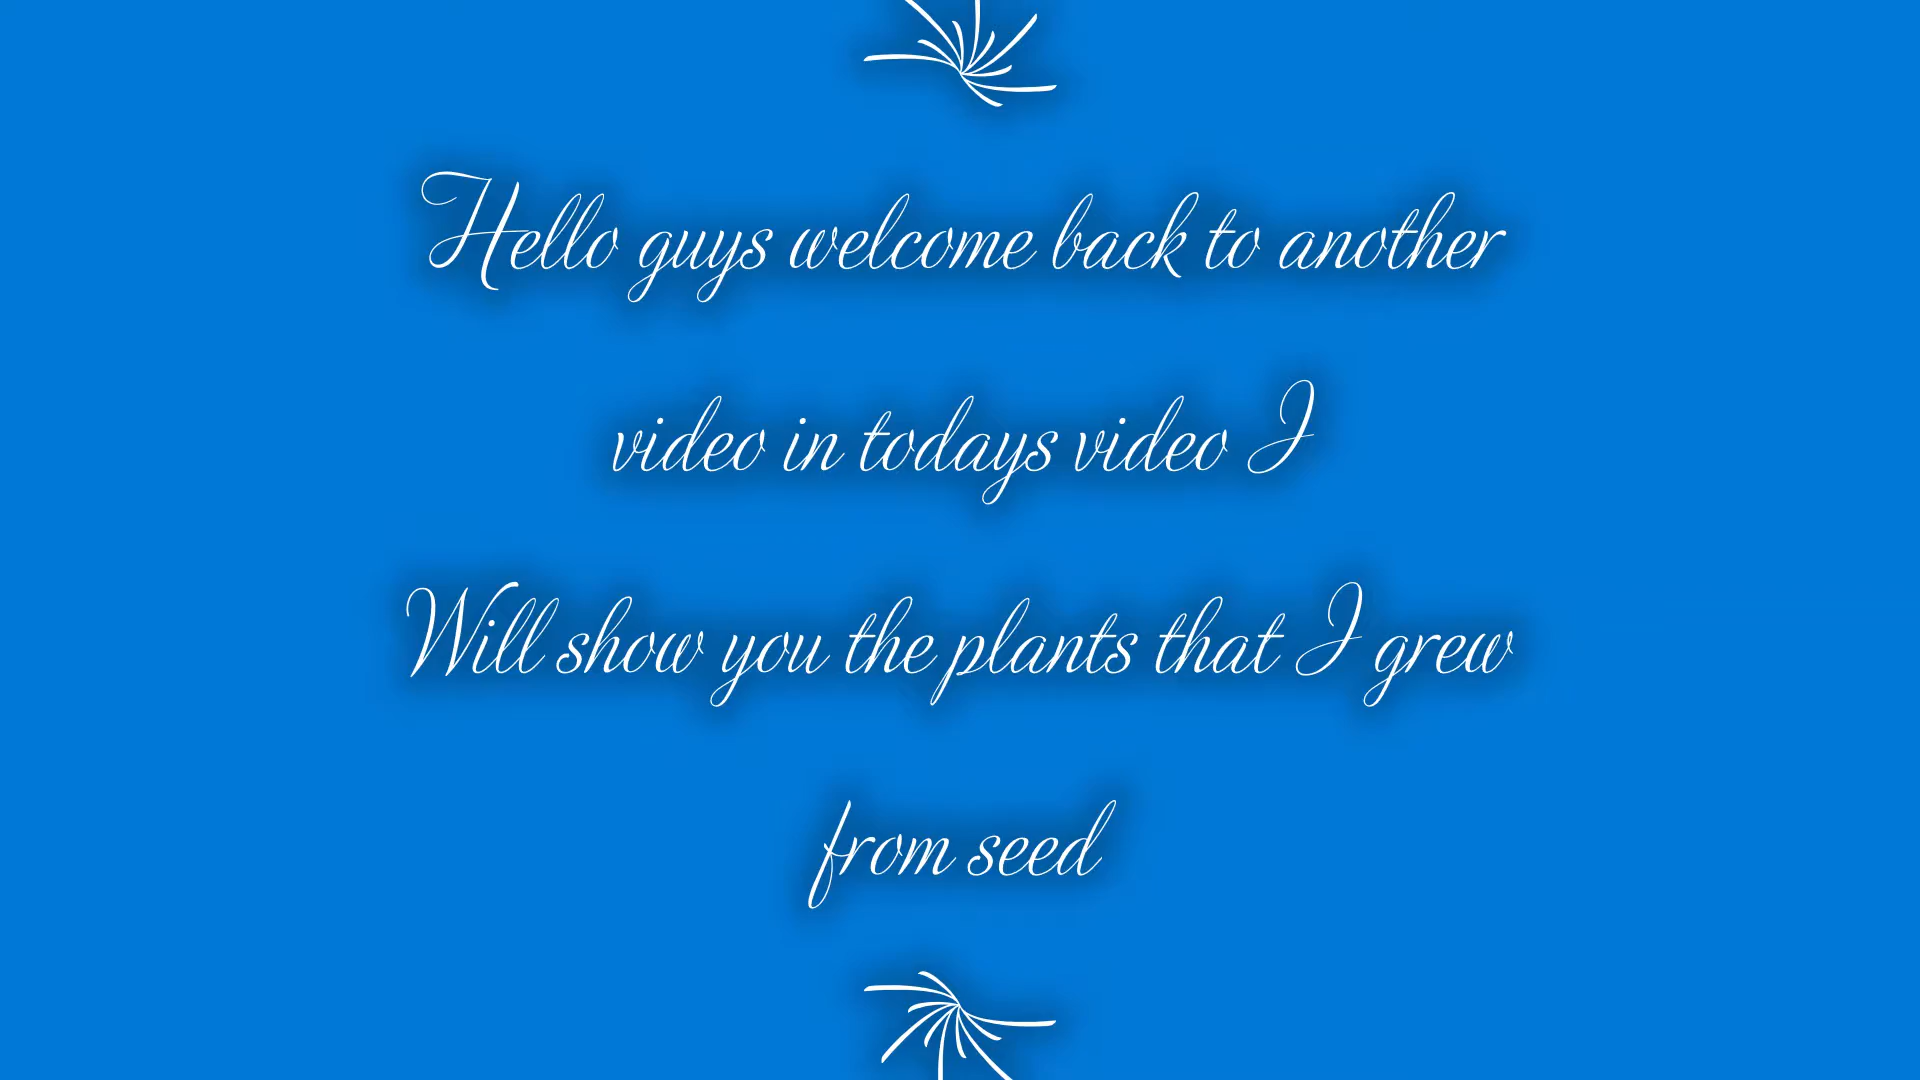 Hello guys welcome back to another
video in todays video I
Will show you the plants that I grew
from seed